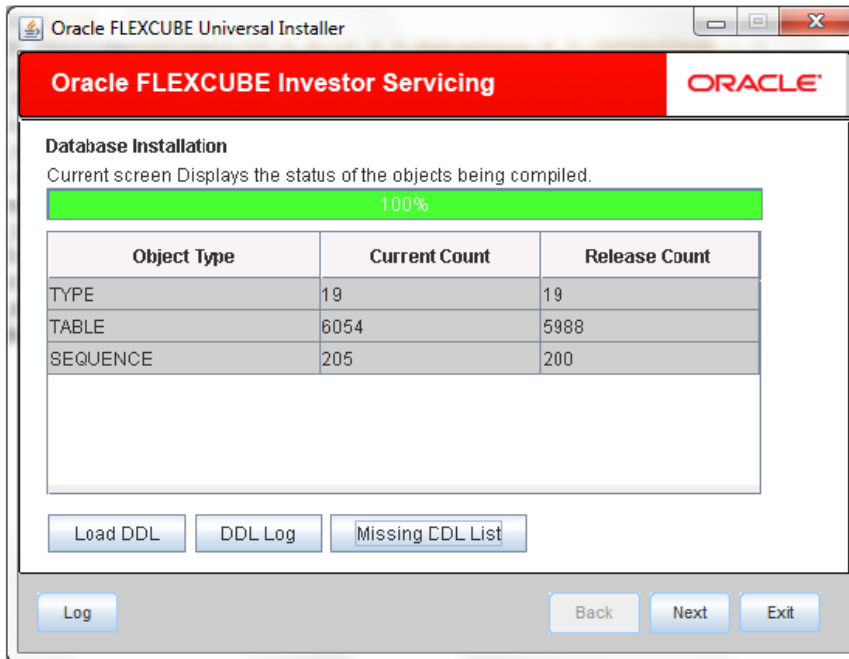 Oracle FLEXCUBE Universal Installer
Oracle FLEXCUBE Investor Servicing
ORACLE
Database Installation
Current screen Displays the status of the objects being compiled.
100%
Object Type Current Count Release Count
TYPE 19 19
TABLE 6054 5988
SEQUENCE 205 200
Load DDL DDL Log Missing DDL List
Log Back Next Exit